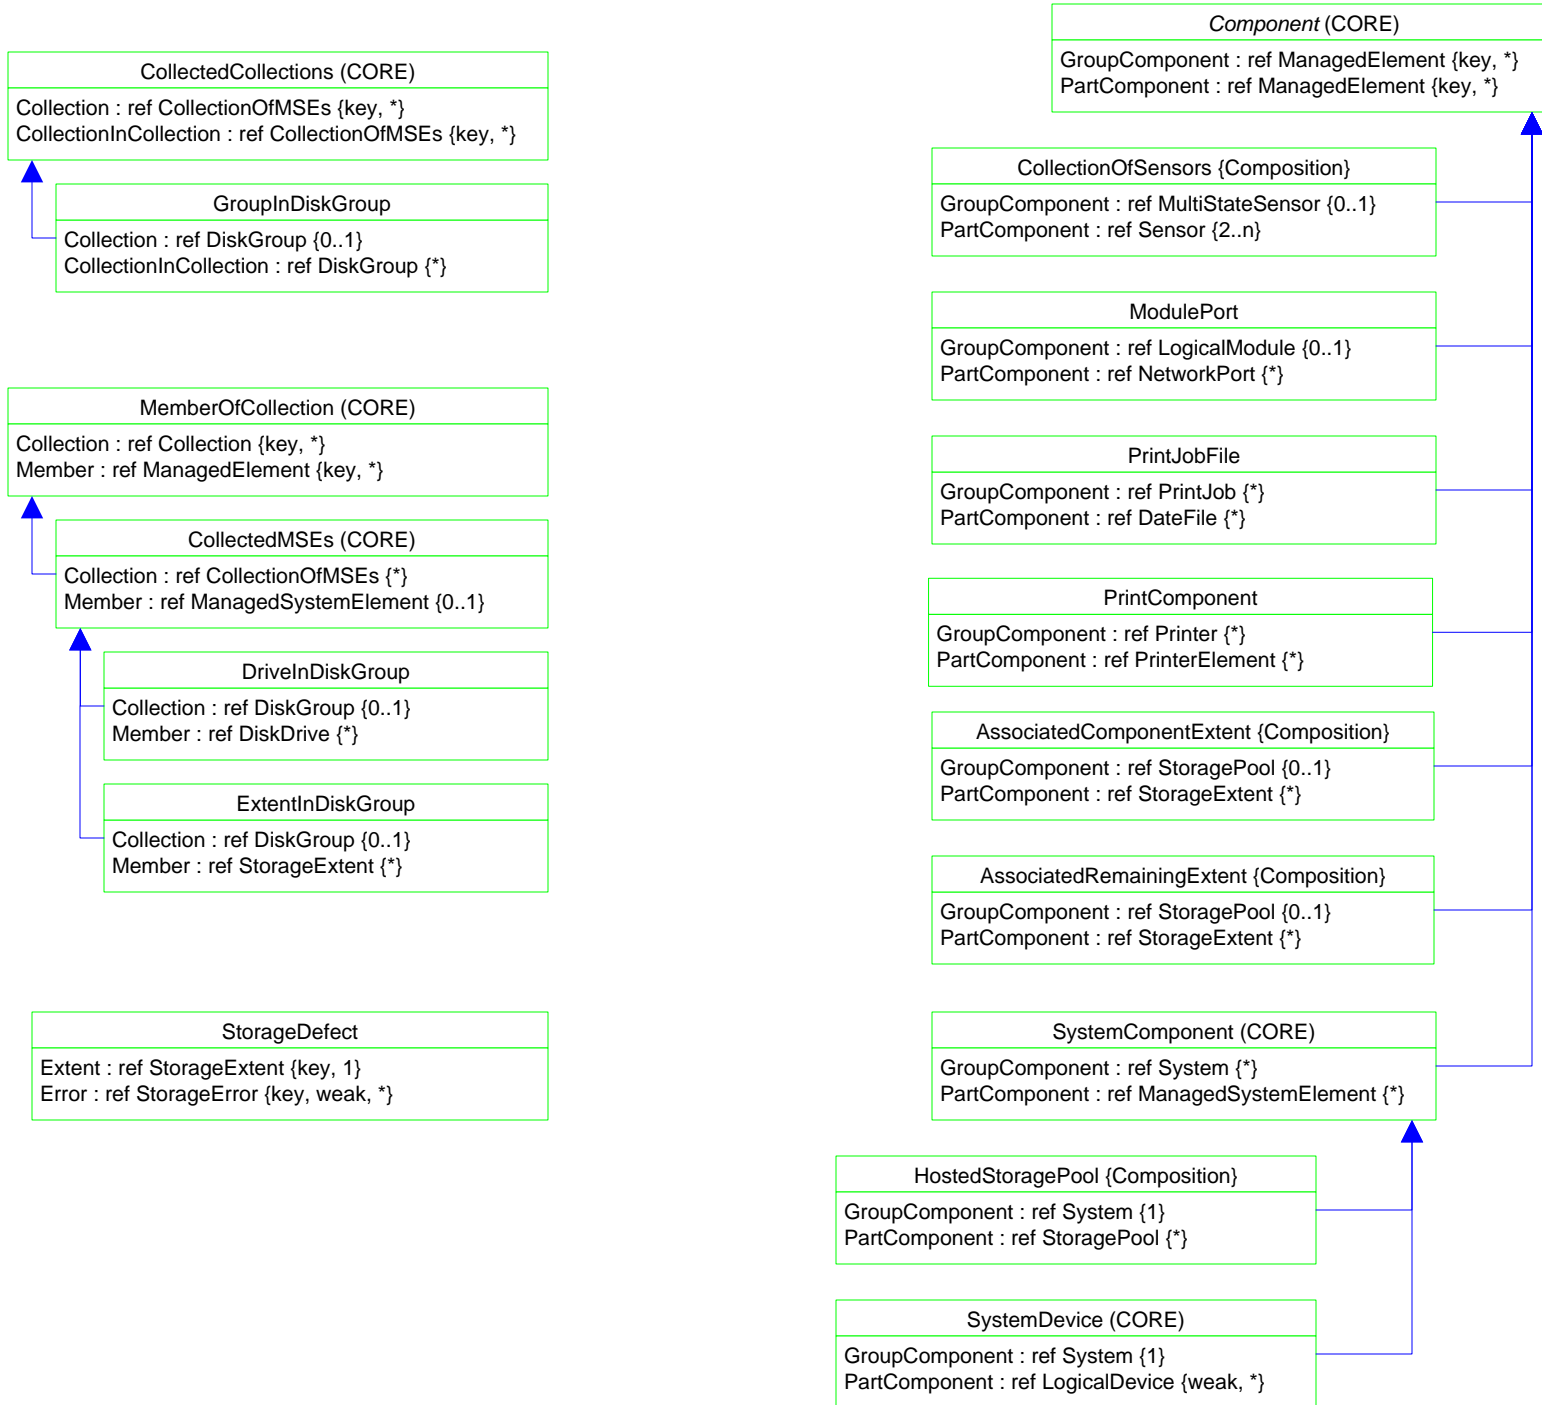 CollectedCollections (CORE)
Collection : ref CollectionOfMSEs {key, *}
CollectionInCollection : ref CollectionOfMSEs {key, *}
GroupInDiskGroup
Collection : ref DiskGroup {0..1}
CollectionInCollection : ref DiskGroup {*}
MemberOfCollection (CORE)
Collection : ref Collection {key, *}
Member : ref ManagedElement {key, *}
CollectedMSEs (CORE)
Collection : ref CollectionOfMSEs {*}
Member : ref ManagedSystemElement {0..1}
DriveInDiskGroup
Collection : ref DiskGroup {0..1}
Member : ref DiskDrive {*}
ExtentInDiskGroup
Collection : ref DiskGroup {0..1}
Member : ref StorageExtent {*}
StorageDefect
Extent : ref StorageExtent {key, 1}
Error : ref StorageError {key, weak, *}
Component (CORE)
GroupComponent : ref ManagedElement {key, *}
PartComponent : ref ManagedElement {key, *}
CollectionOfSensors {Composition}
GroupComponent : ref MultiStateSensor {0..1}
PartComponent : ref Sensor {2..n}
ModulePort
GroupComponent : ref LogicalModule {0..1}
PartComponent : ref NetworkPort {*}
PrintJobFile
GroupComponent : ref PrintJob {*}
PartComponent : ref DateFile {*}
PrintComponent
GroupComponent : ref Printer {*}
PartComponent : ref PrinterElement {*}
AssociatedComponentExtent {Composition}
GroupComponent : ref StoragePool {0..1}
PartComponent : ref StorageExtent {*}
AssociatedRemainingExtent {Composition}
GroupComponent : ref StoragePool {0..1}
PartComponent : ref StorageExtent {*}
SystemComponent (CORE)
GroupComponent : ref System {*}
PartComponent : ref ManagedSystemElement {*}
HostedStoragePool {Composition}
GroupComponent : ref System {1}
PartComponent : ref StoragePool {*}
SystemDevice (CORE)
GroupComponent : ref System {1}
PartComponent : ref LogicalDevice {weak, *}